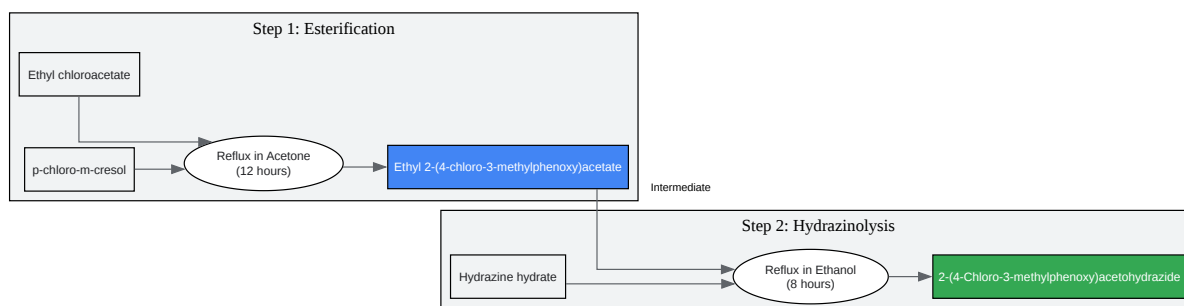 Step 1: Esterification
Ethyl chloroacetate
p-chloro-m-cresol
Reflux in Acetone
(12 hours)
Ethyl 2-(4-chloro-3-methylphenoxy)acetate
Intermediate
Step 2: Hydrazinolysis
Hydrazine hydrate
Reflux in Ethanol
(8 hours)
2-(4-Chloro-3-methylphenoxy)acetohydrazide